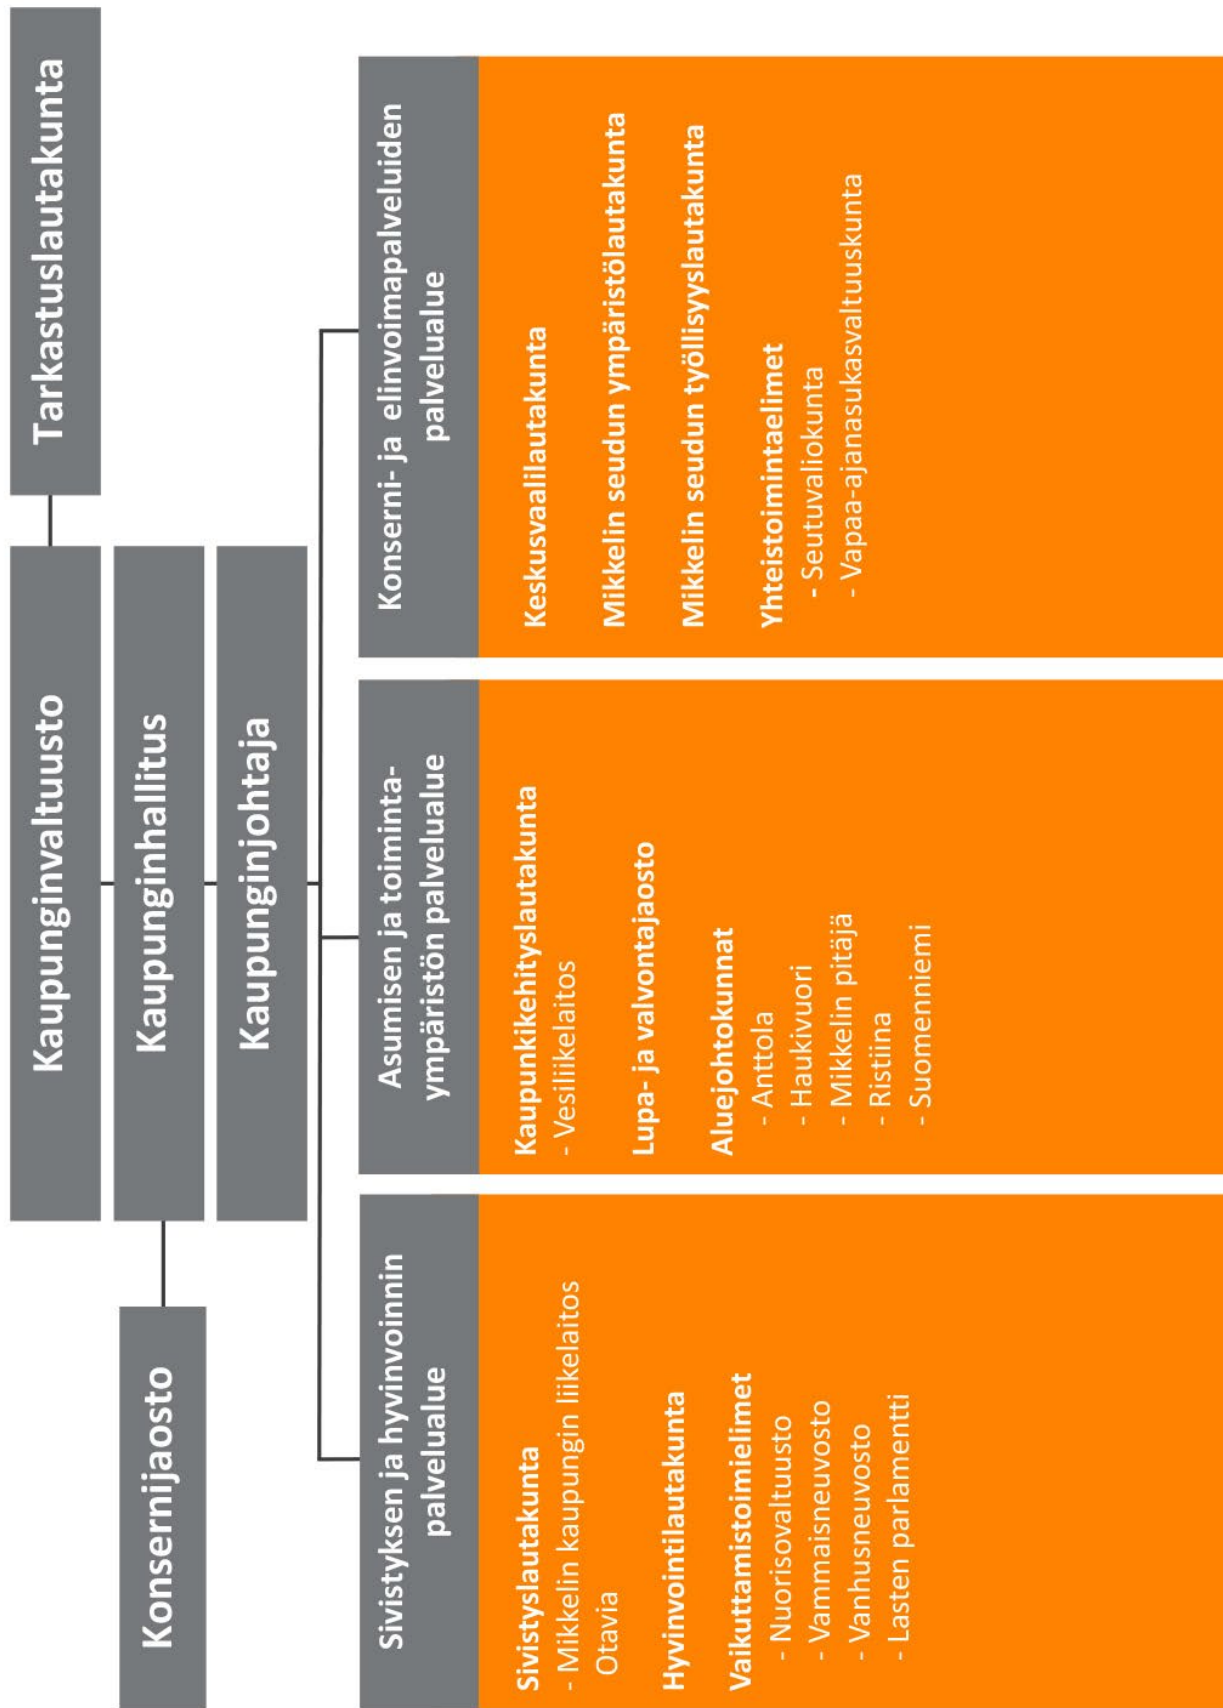 Kaupunginvaltuusto
Tarkastuslautakunta
Konsernijaosto
Kaupunginhallitus
Kaupunginjohtaja
Sivistyksen ja hyvinvoinnin
palvelualue
Sivistyslautakunta
- Mikkelin kaupungin liikelaitos
Otavia
Hyvinvointilautakunta
Vaikuttamistoimielimet
- Nuorisovaltuusto
- Vammaisneuvosto
- Vanhusneuvosto
- Lasten parlamentti
Asumisen ja toiminta-
ympäristön palvelualue
Kaupunkikehityslautakunta
- Vesiliikelaitos
Lupa- ja valvontajaosto
Aluejohtokunnat
- Anttola
- Haukivuori
- Mikkelin pitäjä
- Ristiina
- Suomenniemi
Konserni- ja elinvoimapalveluiden
palvelualue
Keskusvaalilautakunta
Mikkelin seudun ympäristölautakunta
Mikkelin seudun työllisyyslautakunta
Yhteistoimintaelimet
- Seutuvaliokunta
- Vapaa-ajanasukasvaltuuskunta